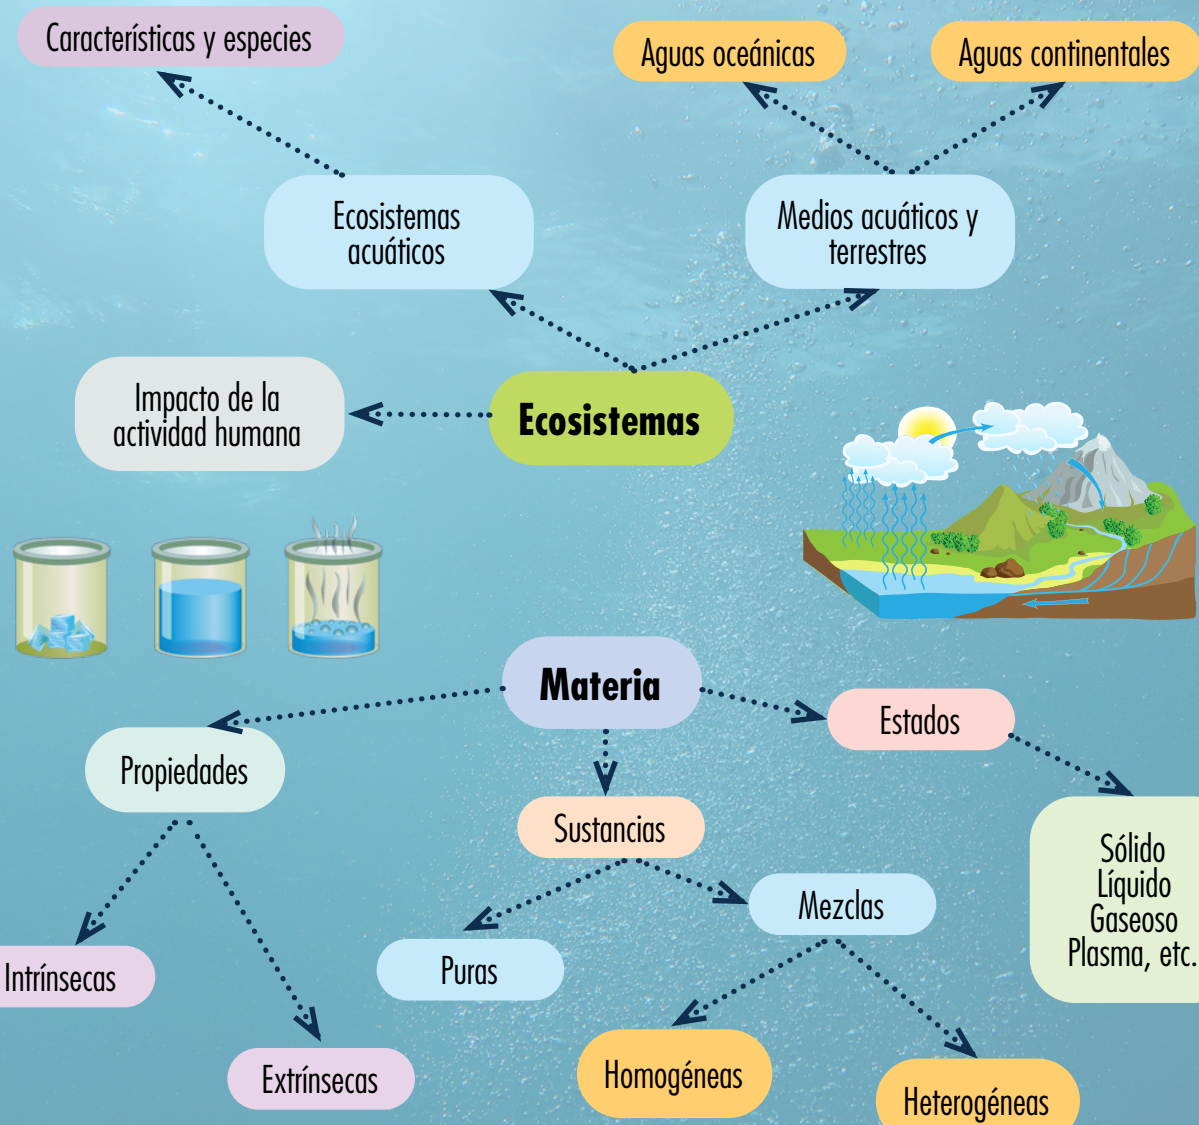 Características y especies
Aguas oceánicas
Aguas continentales
Ecosistemas
acuáticos
Medios acuáticos y
terrestres
Impacto de la
actividad humana
Ecosistemas
Materia
Estados
Propiedades
Sustancias
Sólido
Líquido
Gaseoso
Plasma, etc.
Mezclas
Puras
Intrínsecas
Extrínsecas
Homogéneas
Heterogéneas